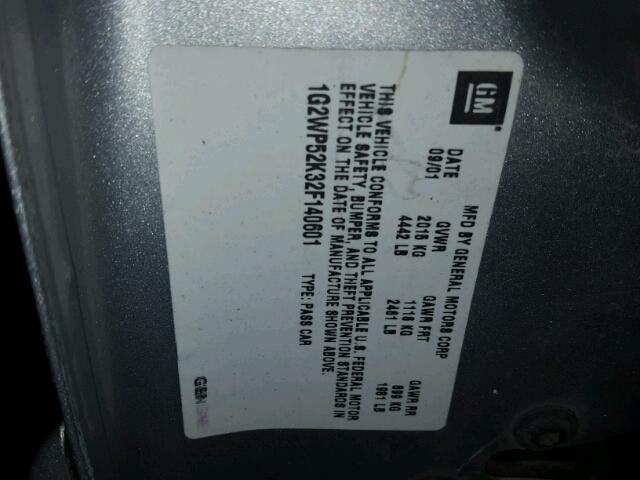 GM
MFD BY GENERAL MOTORS CORP
DATE GVWR GAWR FRT GAWR RR
09/01 2015 KG 1116 KG 899 KG
4442 LB 2461 LB 1981 LB
THIS VEHICLE CONFORMS TO ALL APPLICABLE U.S. FEDERAL MOTOR
VEHICLE SAFETY, BUMPER, AND THEFT PREVENTION STANDARDS IN
EFFECT ON THE DATE OF MANUFACTURE SHOWN ABOVE.
1G2WP52K32F140601 TYPE: PASS CAR